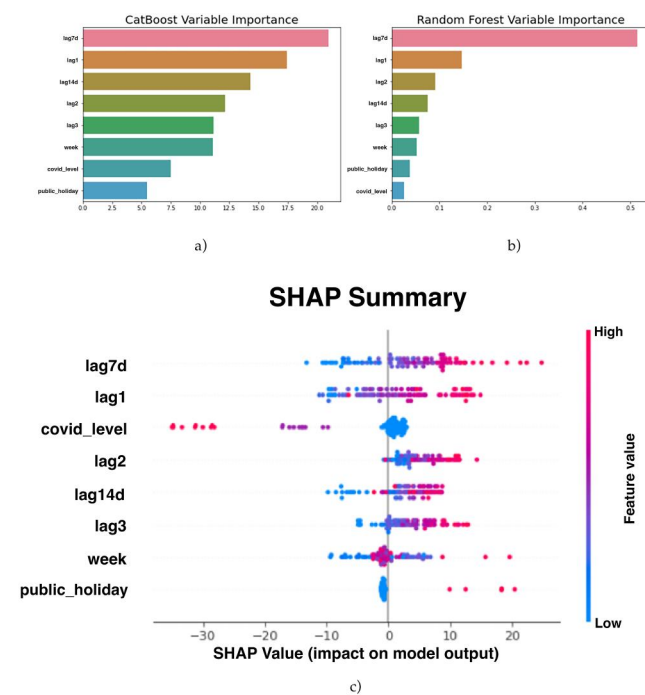 CatBoost Variable Importance
lag7d
lag1
lag14d
lag2
lag3
week
covid_level
public_holiday
0.0 2.5 5.0 7.5 10.0 12.5 15.0 17.5 20.0
a)
Random Forest Variable Importance
lag7d
lag1
lag2
lag14d
lag3
week
public_holiday
covid_level
0.0 0.1 0.2 0.3 0.4 0.5
b)
SHAP Summary
High
lag7d
lag1
covid_level
lag2
lag14d
lag3
week
public_holiday
Feature value
Low
−30 −20 −10 0 10 20
SHAP Value (impact on model output)
c)